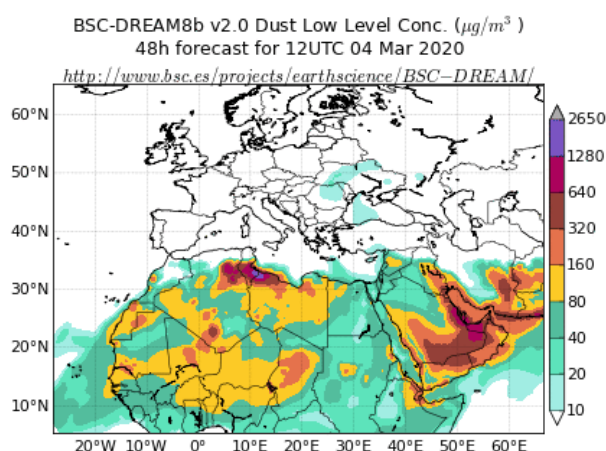 BSC-DREAM8b v2.0 Dust Low Level Conc. (μg/m³ )
48h forecast for 12UTC 04 Mar 2020
http://www.bsc.es/projects/earthscience/BSC−DREAM/
60°N
50°N
40°N
30°N
20°N
10°N
20°W
10°W
0°
10°E
20°E
30°E
40°E
50°E
60°E
2650
1280
640
320
160
80
40
20
10